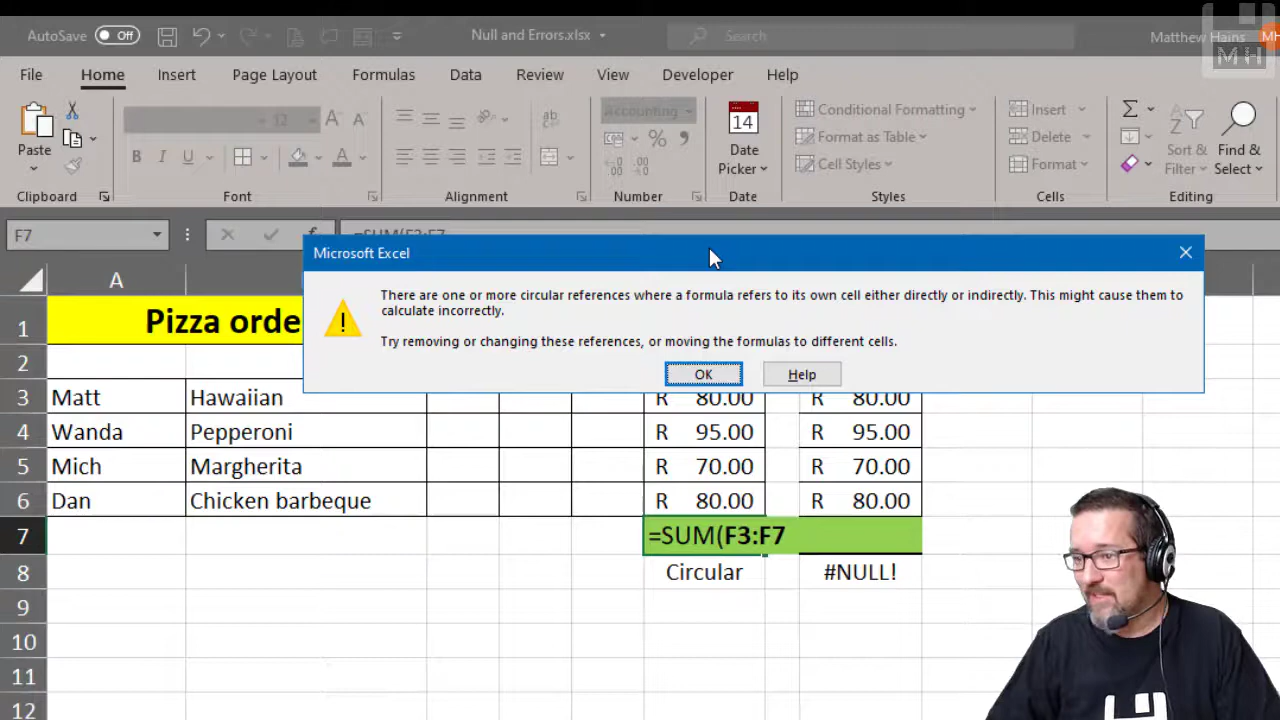 AutoSave Off Null and Errors.xlsx Search Matthew Hains MH
MH
File Home Insert Page Layout Formulas Data Review View Developer Help
Paste
12
B I U A
ab
Accounting
%
14
Date
Picker
Conditional Formatting
Format as Table
Cell Styles
Insert
Delete
Format
Sort &
Filter
Find &
Select
Clipboard Font Alignment Number Date Styles Cells Editing
F7 =SUM(F3:F7
Microsoft Excel
There are one or more circular references where a formula refers to its own cell either directly or indirectly. This might cause them to
calculate incorrectly.
Try removing or changing these references, or moving the formulas to different cells.
OK Help
A
1 Pizza orde
2
3 Matt Hawaiian R 80.00 R 80.00
4 Wanda Pepperoni R 95.00 R 95.00
5 Mich Margherita R 70.00 R 70.00
6 Dan Chicken barbeque R 80.00 R 80.00
7 =SUM(F3:F7
8 Circular #NULL!
9
10
11
12